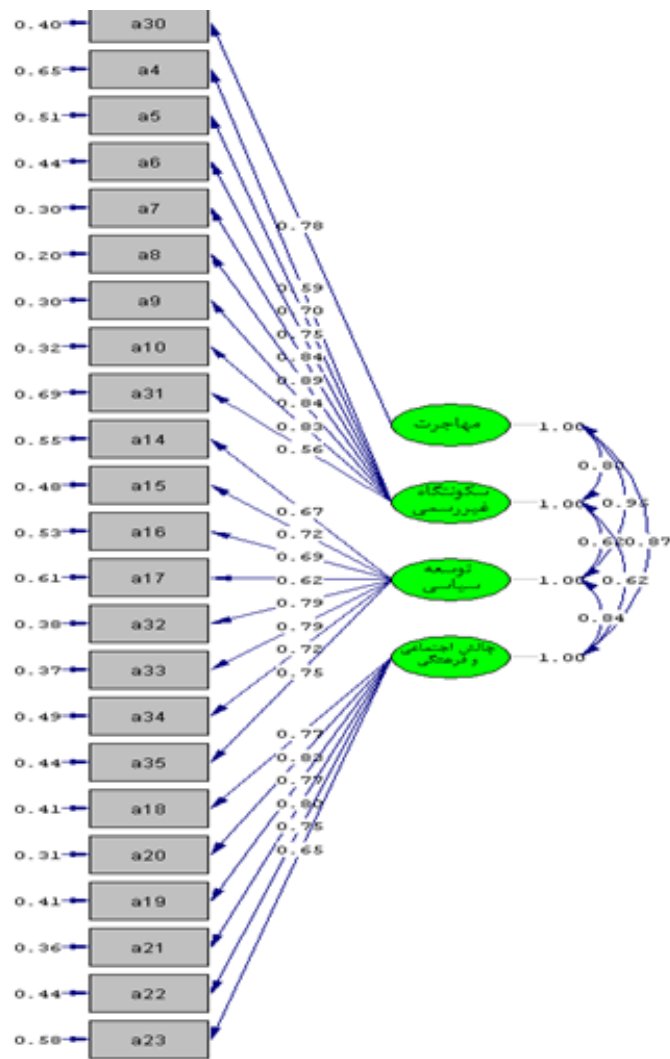 0.40 a30
0.65 a4
0.51 a5
0.44 a6
0.30 a7
0.20 a8
0.30 a9
0.32 a10
0.69 a31
0.55 a14
0.48 a15
0.53 a16
0.61 a17
0.38 a32
0.37 a33
0.49 a34
0.44 a35
0.41 a18
0.31 a20
0.41 a19
0.36 a21
0.44 a22
0.58 a23
0.78
0.59
0.70
0.75
0.84
0.89
0.84
0.83
0.56
0.67
0.72
0.69
0.62
0.79
0.79
0.72
0.75
0.77
0.83
0.77
0.80
0.75
0.65
مهاجرت
سکونتگاه
غیررسمی
توسعه
سیاسی
چالش اجتماعی
و فرهنگی
1.00
1.00
1.00
1.00
0.80
0.95
0.62
0.87
0.62
0.84